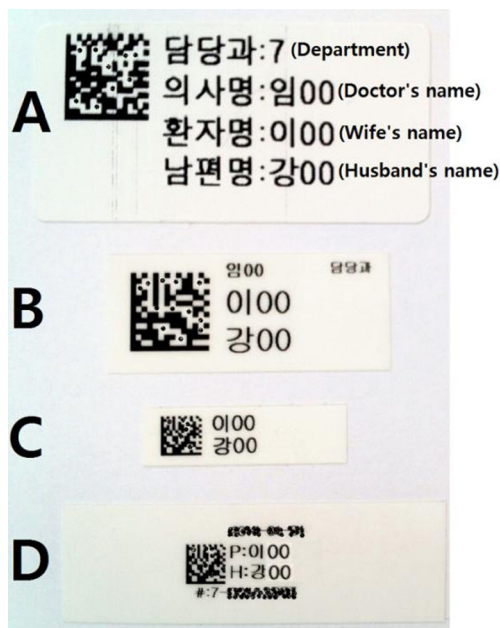 A
담당과:7 (Department)
의사명:임00 (Doctor's name)
환자명:이00 (Wife's name)
남편명:강00 (Husband's name)
B
임00 담당과
이00
강00
C
이00
강00
D
P:이00
H:강00
#:7-